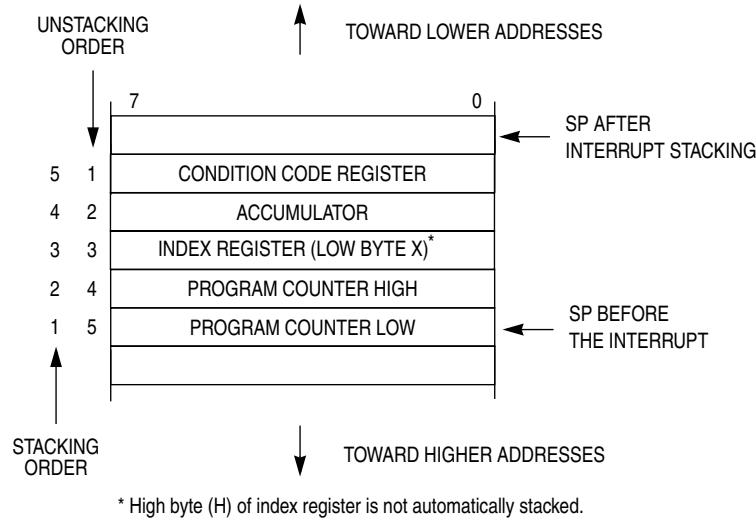 UNSTACKING
ORDER
TOWARD LOWER ADDRESSES
7 0
SP AFTER
INTERRUPT STACKING
5 1 CONDITION CODE REGISTER
4 2 ACCUMULATOR
3 3 INDEX REGISTER (LOW BYTE X)*
2 4 PROGRAM COUNTER HIGH
1 5 PROGRAM COUNTER LOW
SP BEFORE
THE INTERRUPT
STACKING
ORDER
TOWARD HIGHER ADDRESSES
* High byte (H) of index register is not automatically stacked.